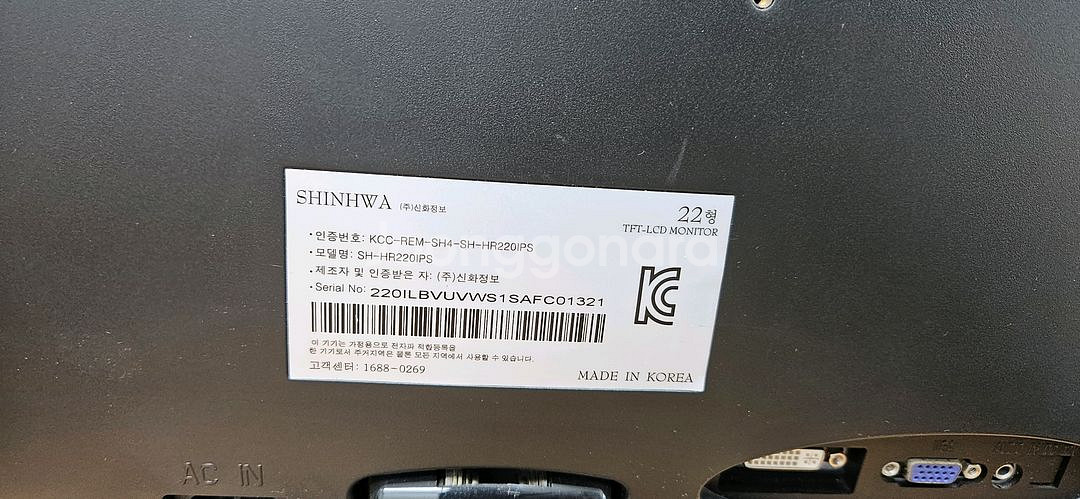 SHINHWA (주)신화정보
22형
TFT-LCD MONITOR
• 인증번호: KCC-REM-SH4-SH-HR220IPS
• 모델명: SH-HR220IPS
• 제조자 및 인증받은 자: (주)신화정보
• Serial No: 220ILBVUVWS1SAFC01321
이 기기는 가정용으로 전자파 적합등록을
한 기기로서 주거지역은 물론 모든 지역에서 사용할 수 있습니다.
고객센터: 1688-0269
MADE IN KOREA
AC IN